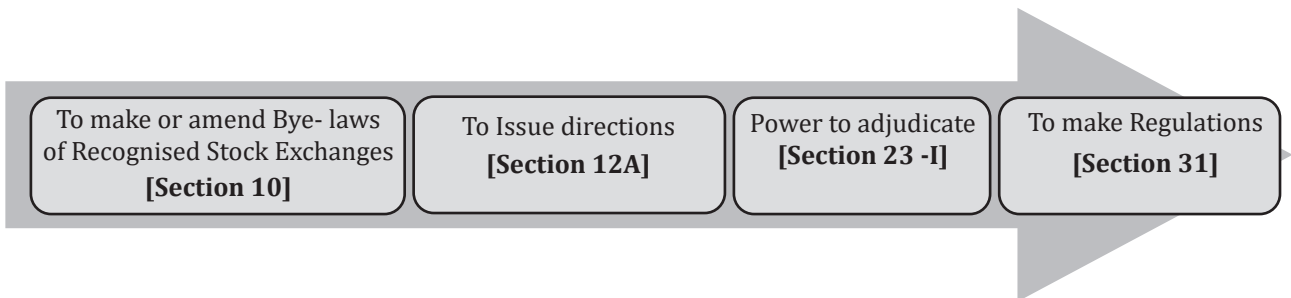 To make or amend Bye- laws
of Recognised Stock Exchanges
[Section 10]
To Issue directions
[Section 12A]
Power to adjudicate
[Section 23 -I]
To make Regulations
[Section 31]